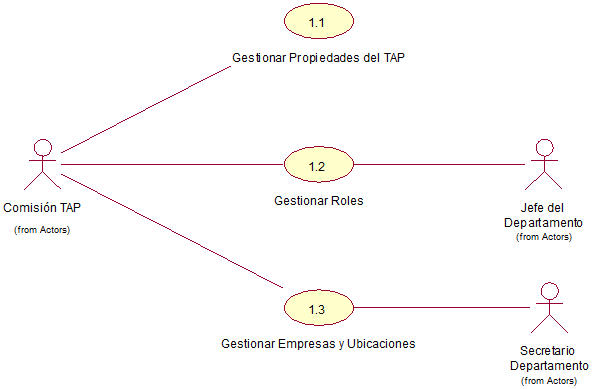 1.1
Gestionar Propiedades del TAP
1.2
Gestionar Roles
Comisión TAP
(from Actors)
Jefe del
Departamento
(from Actors)
1.3
Gestionar Empresas y Ubicaciones
Secretario
Departamento
(from Actors)